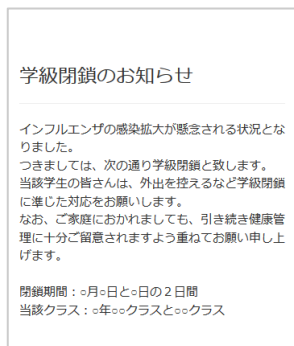 学級閉鎖のお知らせ
インフルエンザの感染拡大が懸念される状況とな
りました。
つきましては、次の通り学級閉鎖と致します。
当該学生の皆さんは、外出を控えるなど学級閉鎖
に準じた対応をお願いします。
なお、ご家庭におかれましても、引き続き健康管
理に十分ご留意されますよう重ねてお願い申し上
げます。
閉鎖期間：○月○日と○日の２日間
当該クラス：○年○○クラスと○○クラス